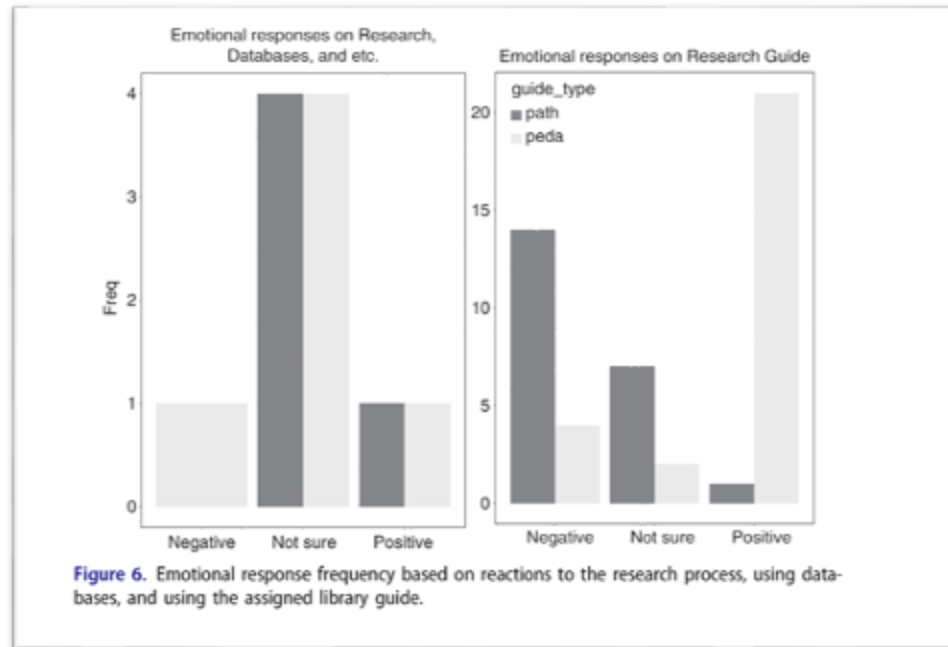 Emotional responses on Research,
Databases, and etc.
4
3
2
1
0
Freq
Negative Not sure Positive
Emotional responses on Research Guide
guide_type
path
peda
20
15
10
5
0
Negative Not sure Positive
Figure 6. Emotional response frequency based on reactions to the research process, using data-
bases, and using the assigned library guide.